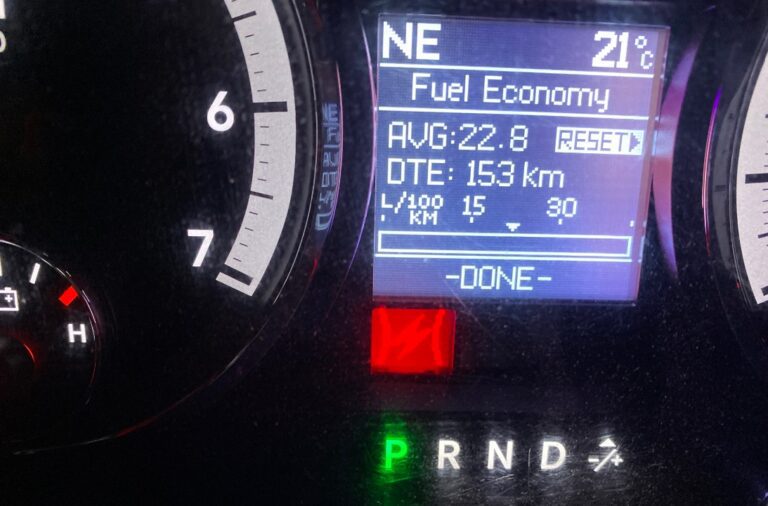 NE 21°C
Fuel Economy
AVG:22.8 RESET
DTE: 153 km
L/100 KM 15 30
-DONE-
6
7
H
P R N D -/+